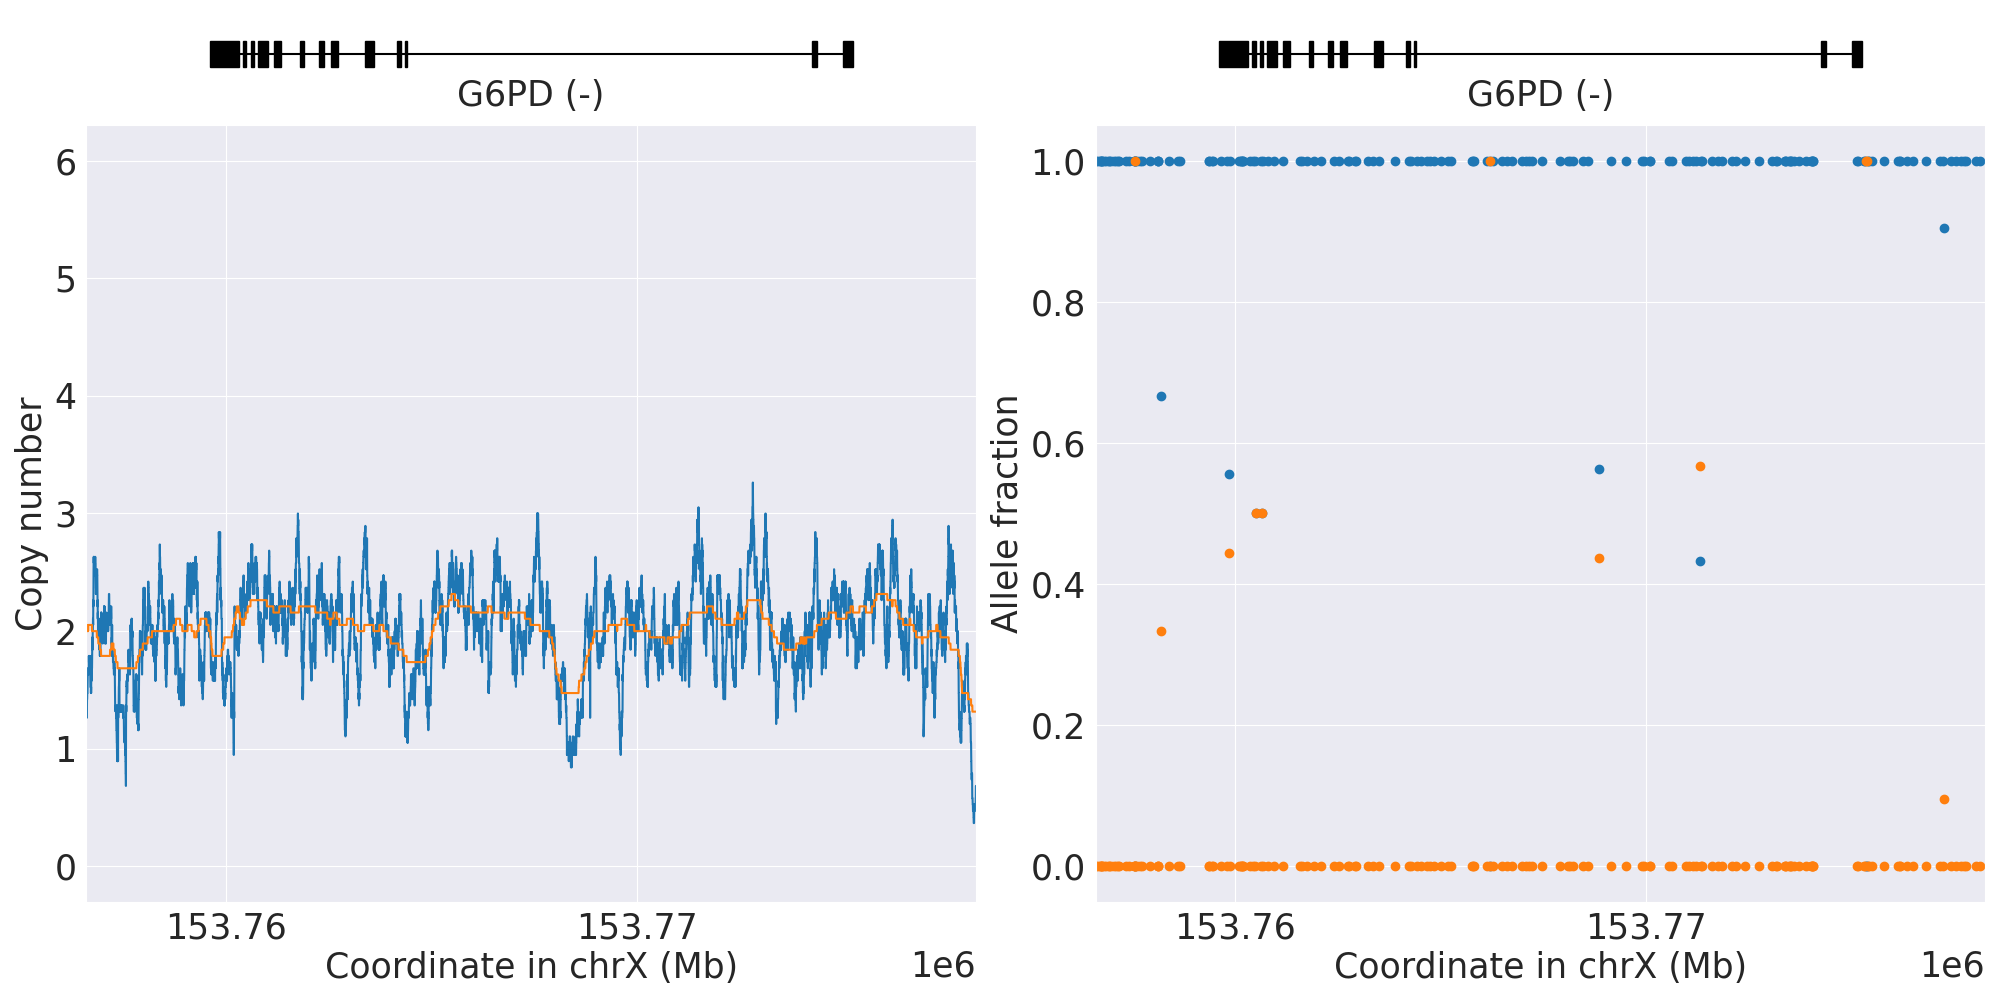 G6PD (-)
6
5
4
3
2
1
0
Copy number
153.76
153.77
Coordinate in chrX (Mb)
1e6
G6PD (-)
1.0
0.8
0.6
0.4
0.2
0.0
Allele fraction
153.76
153.77
Coordinate in chrX (Mb)
1e6